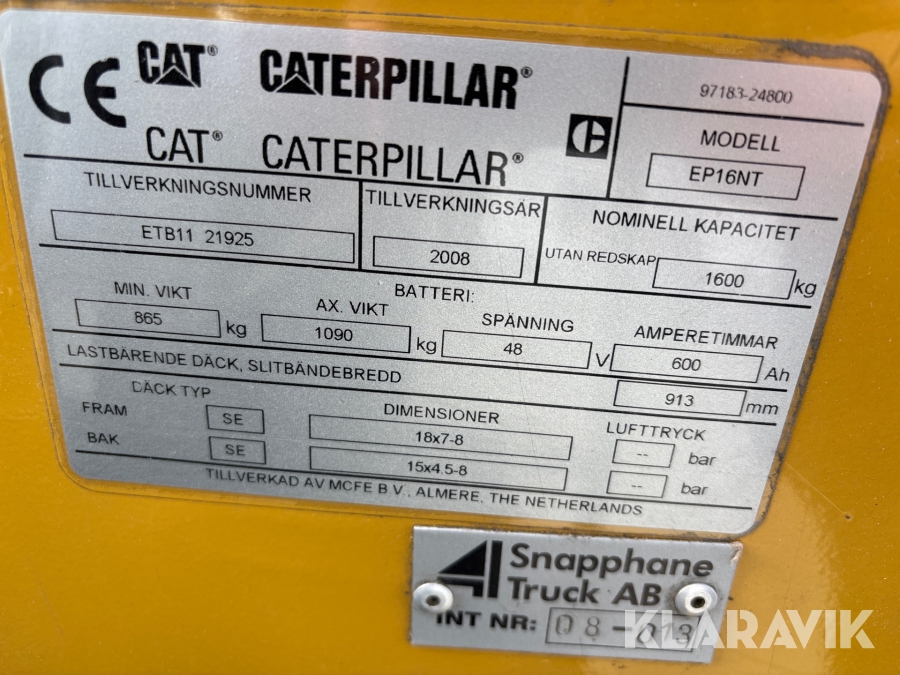 CE CAT® CATERPILLAR®
CAT® CATERPILLAR®
97183-24800
MODELL
EP16NT
TILLVERKNINGSNUMMER
ETB11 21925
TILLVERKNINGSÅR
2008
NOMINELL KAPACITET
UTAN REDSKAP 1600 kg
BATTERI:
MIN. VIKT
865 kg
AX. VIKT
1090 kg
SPÄNNING
48 V
AMPERETIMMAR
600 Ah
LASTBÄRENDE DÄCK, SLITBÄNDEBREDD 913 mm
DÄCK TYP
DIMENSIONER
LUFTTRYCK
FRAM SE 18x7-8 -- bar
BAK SE 15x4.5-8 -- bar
TILLVERKAD AV MCFE B.V., ALMERE, THE NETHERLANDS
Snapphane
Truck AB
INT NR: 08-013
KLARAVIK